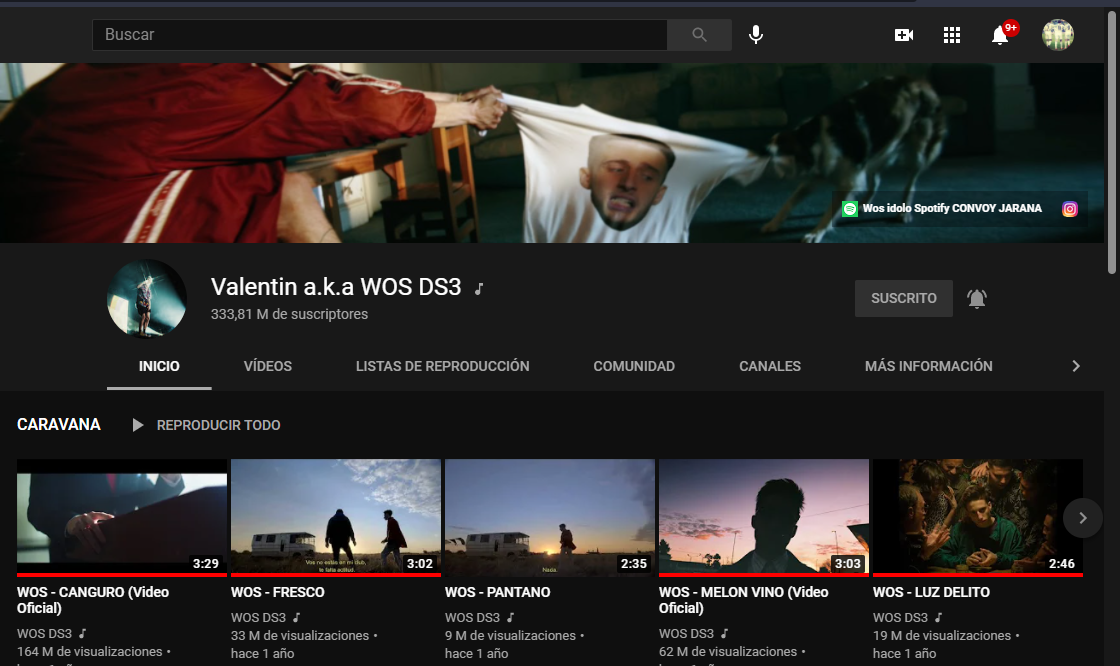 Buscar
9+
Wos idolo Spotify CONVOY JARANA
Valentin a.k.a WOS DS3
333,81 M de suscriptores
SUSCRITO
INICIO VÍDEOS LISTAS DE REPRODUCCIÓN COMUNIDAD CANALES MÁS INFORMACIÓN
CARAVANA REPRODUCIR TODO
3:29
Vos no estás en mi club,
te falta actitud.
3:02
Nada.
2:35
3:03
2:46
WOS - CANGURO (Video
Oficial)
WOS DS3
164 M de visualizaciones •
hace 1 año
WOS - FRESCO
WOS DS3
33 M de visualizaciones •
hace 1 año
WOS - PANTANO
WOS DS3
9 M de visualizaciones •
hace 1 año
WOS - MELON VINO (Video
Oficial)
WOS DS3
62 M de visualizaciones •
WOS - LUZ DELITO
WOS DS3
19 M de visualizaciones •
hace 1 año